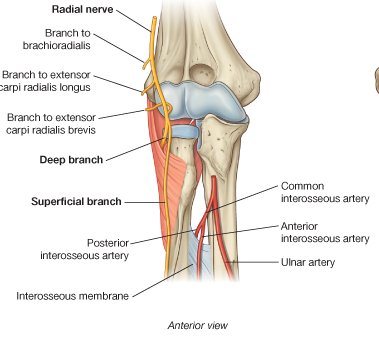 Radial nerve
Branch to
brachioradialis
Branch to extensor
carpi radialis longus
Branch to extensor
carpi radialis brevis
Deep branch
Superficial branch
Common
interosseous artery
Anterior
interosseous artery
Posterior
interosseous artery
Ulnar artery
Interosseous membrane
Anterior view